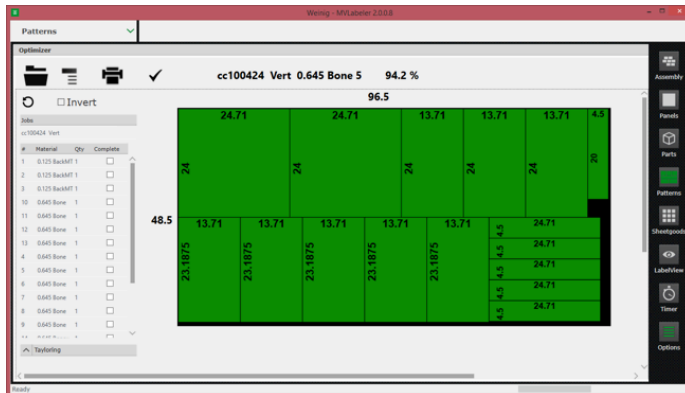 Weinig - MVLabeler 2.0.0.8
Patterns
Optimizer
cc100424 Vert 0.645 Bone 5 94.2 %
Invert
96.5
Jobs
cc100424 Vert
# Material Qty Complete
1 0.125 BackMT 1
2 0.125 BackMT 1
3 0.125 BackMT 1
10 0.645 Bone 1
11 0.645 Bone 1
12 0.645 Bone 1
13 0.645 Bone 1
4 0.645 Bone 1
5 0.645 Bone 1
6 0.645 Bone 1
7 0.645 Bone 1
8 0.645 Bone 1
9 0.645 Bone 1
Tayloring
48.5
24.71 24.71 13.71 13.71 13.71 4.5
24 24 24 24 24 20
13.71 13.71 13.71 13.71 13.71
23.1875 23.1875 23.1875 23.1875 23.1875
4.5 24.71
4.5 24.71
4.5 24.71
4.5 24.71
4.5 24.71
Assembly
Panels
Parts
Patterns
Sheetgoods
LabelView
Timer
Options
Ready